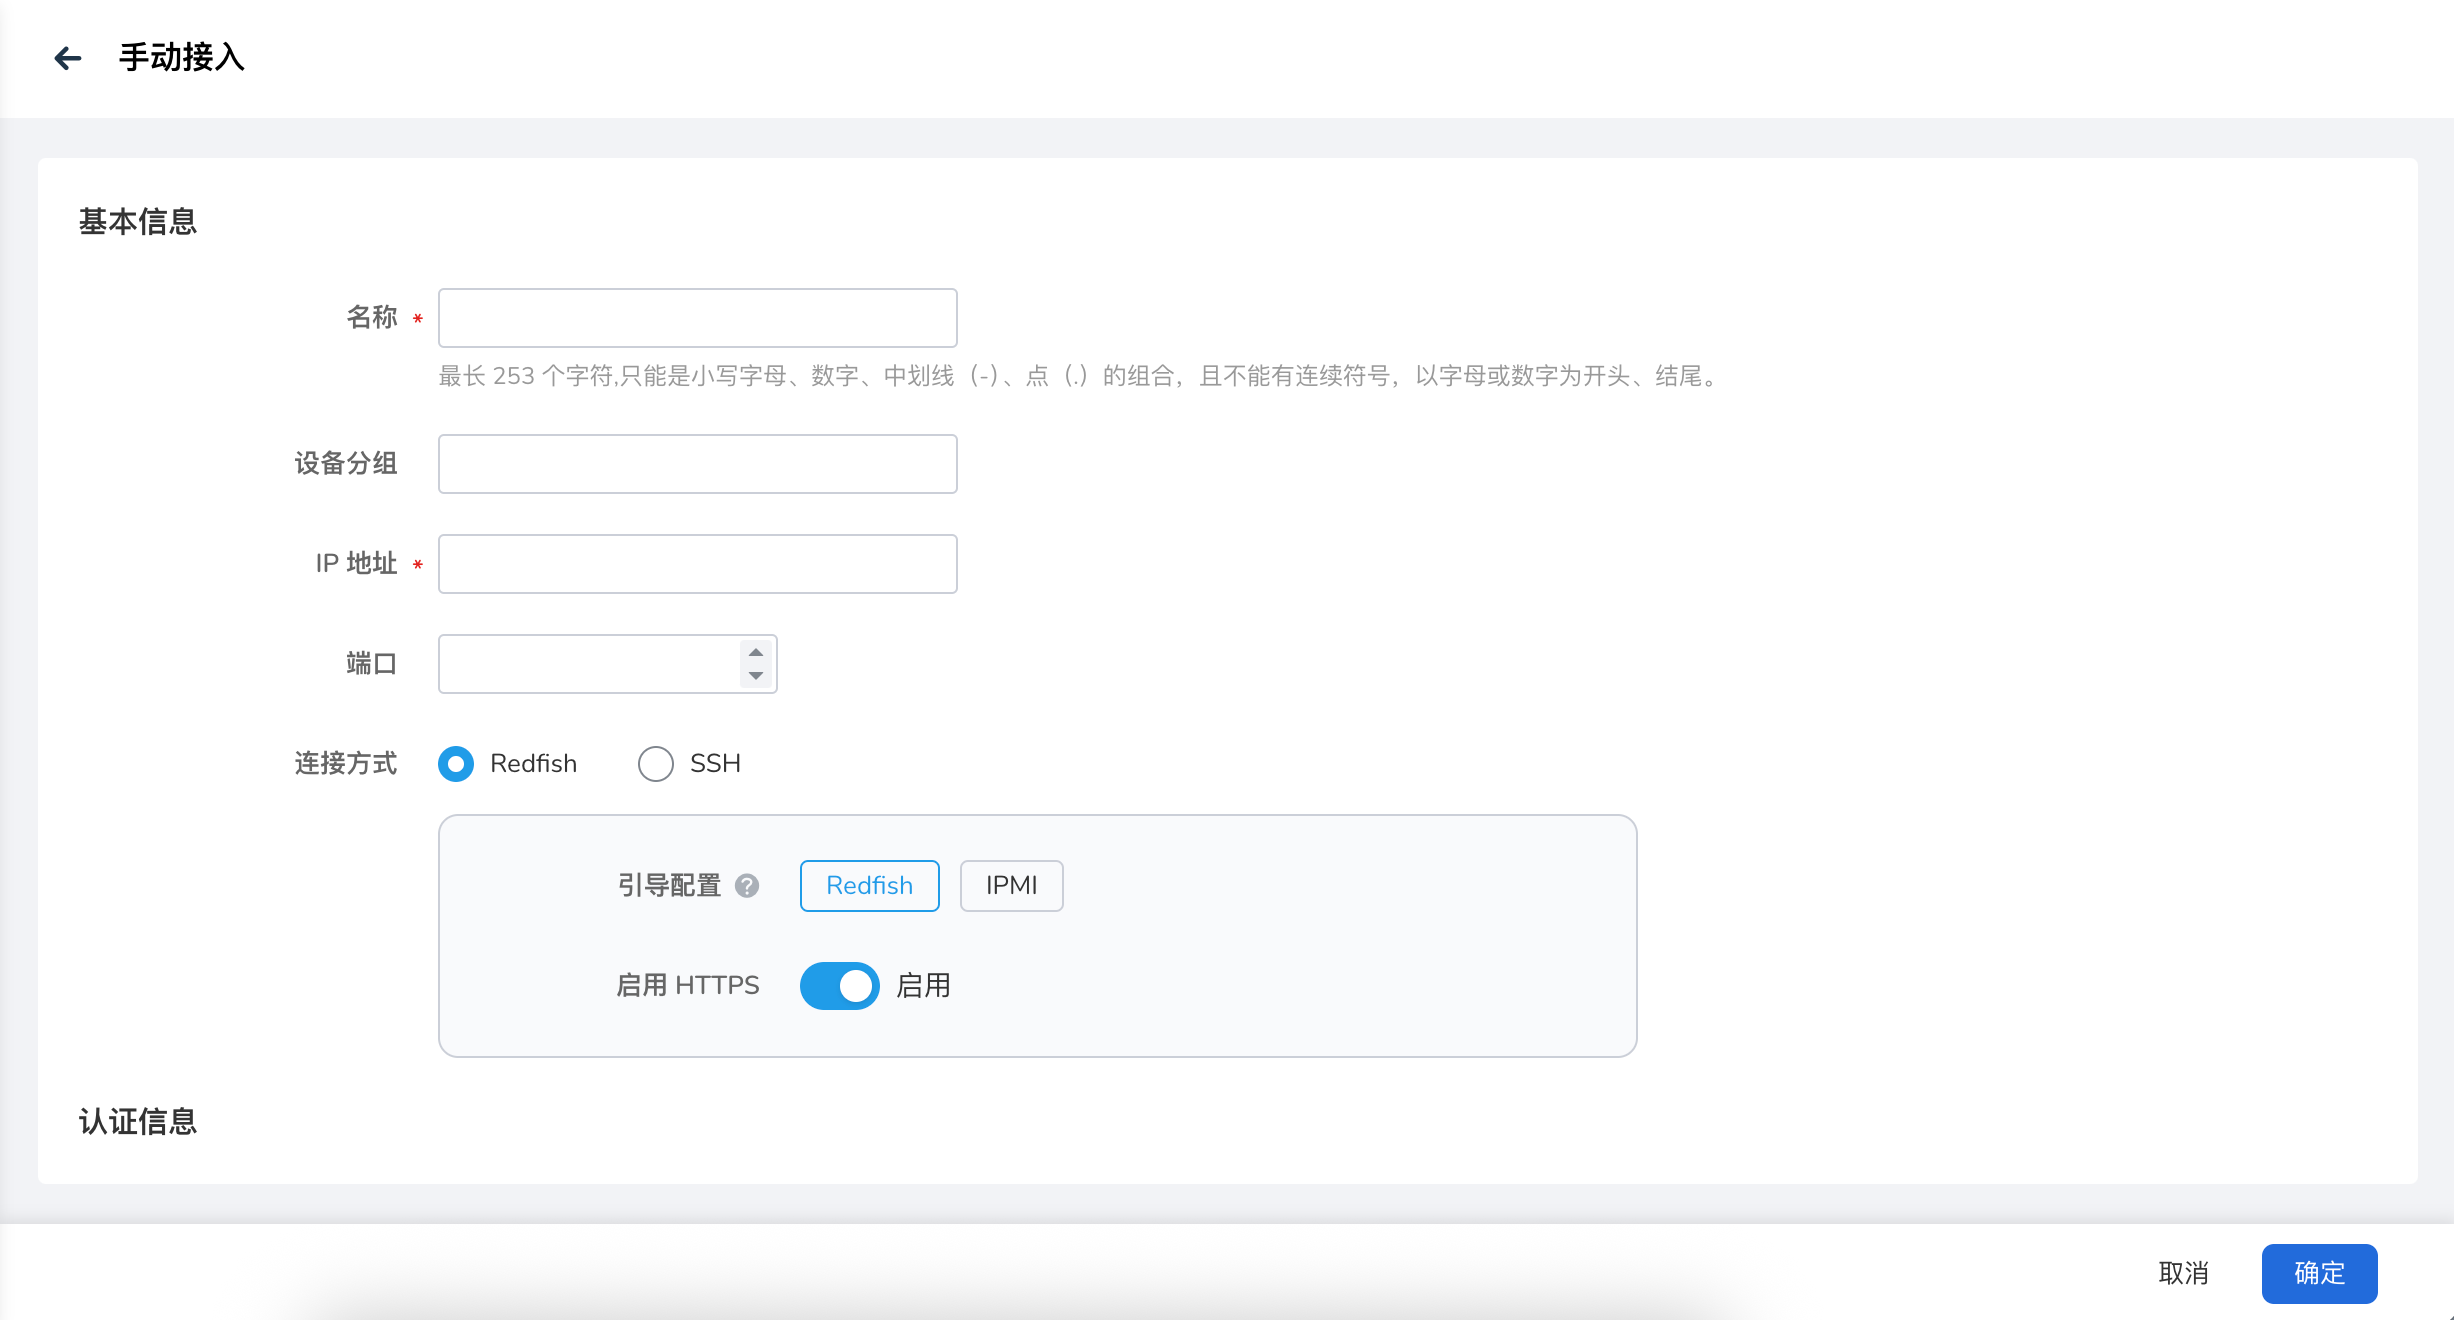 手动接入
基本信息
名称 *
最长 253 个字符,只能是小写字母、数字、中划线（-）、点（.）的组合，且不能有连续符号，以字母或数字为开头、结尾。
设备分组
IP 地址 *
端口
连接方式 Redfish SSH
引导配置 ? Redfish IPMI
启用 HTTPS 启用
认证信息
取消 确定